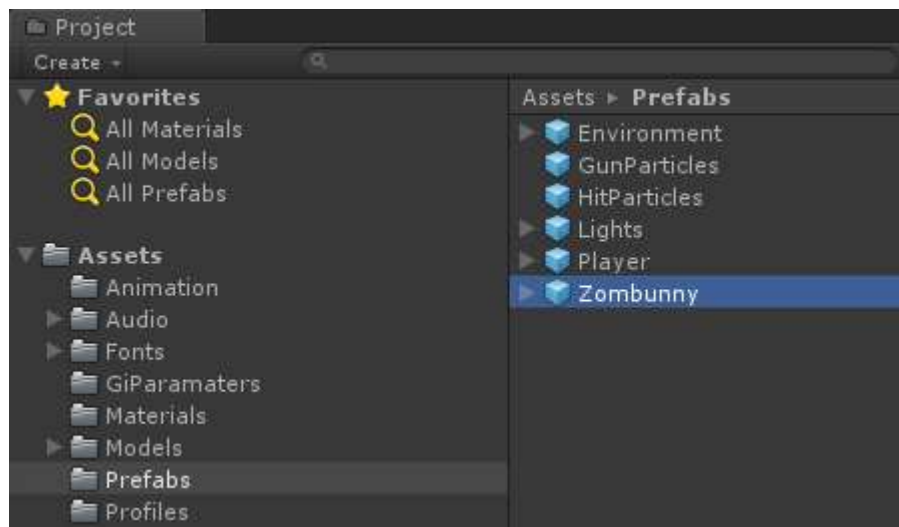 Project
Create
Favorites
All Materials
All Models
All Prefabs
Assets
Animation
Audio
Fonts
GiParamaters
Materials
Models
Prefabs
Profiles
Assets ▸ Prefabs
Environment
GunParticles
HitParticles
Lights
Player
Zombunny